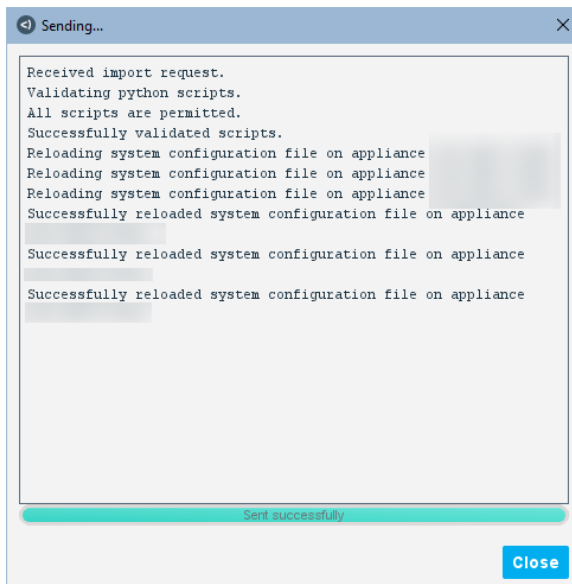 Sending...
Received import request.
Validating python scripts.
All scripts are permitted.
Successfully validated scripts.
Reloading system configuration file on appliance
Reloading system configuration file on appliance
Reloading system configuration file on appliance
Successfully reloaded system configuration file on appliance
Successfully reloaded system configuration file on appliance
Successfully reloaded system configuration file on appliance
Sent successfully
Close